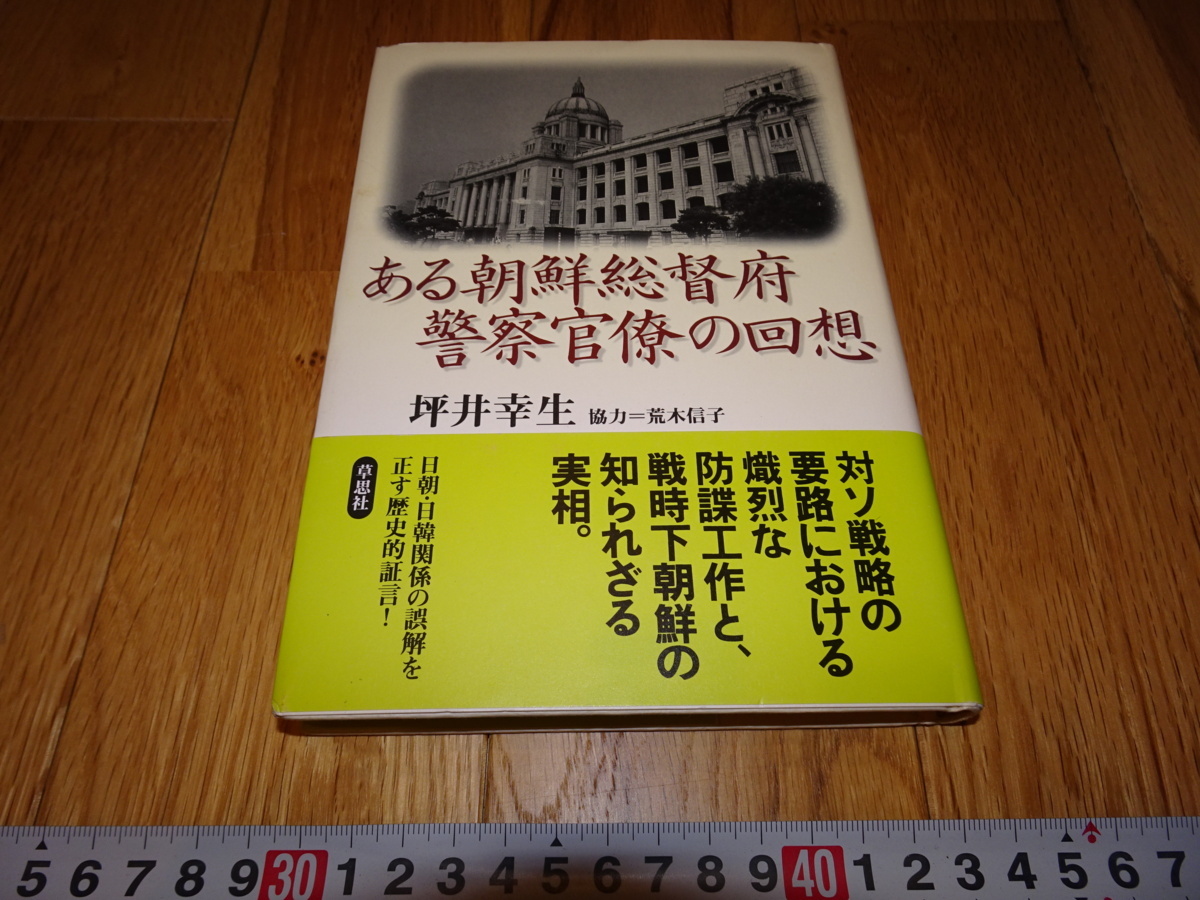 ある朝鮮総督府
警察官僚の回想
坪井幸生 協力＝荒木信子
対ソ戦略の
要路における
熾烈な
防諜工作と、
戦時下朝鮮の
知られざる
実相。
日朝・日韓関係の誤解を
正す歴史的証言！
草思社
5 6 7 8 9 30 1 2 3 4 5 6 7 8 9 40 1 2 3 4 5 6 7